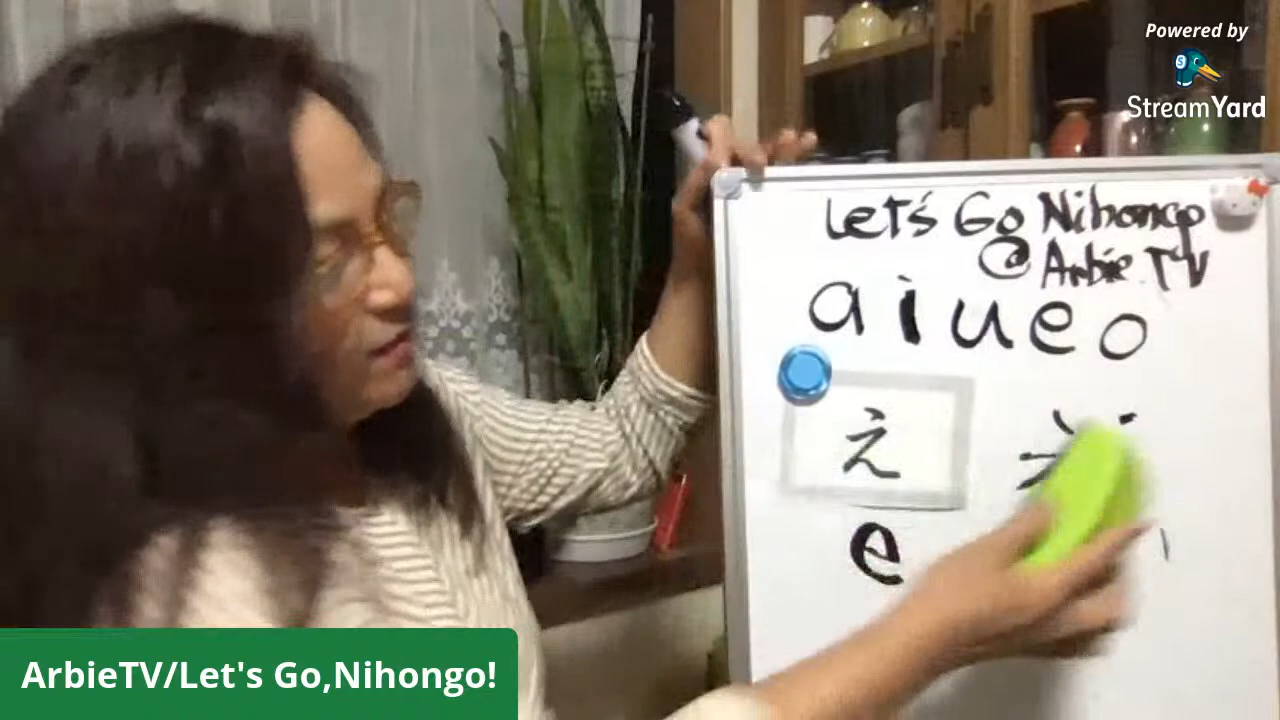 Powered by
StreamYard
Let's Go Nihongo
@ Arbie TV
a i u e o
え
e
ArbieTV/Let's Go,Nihongo!